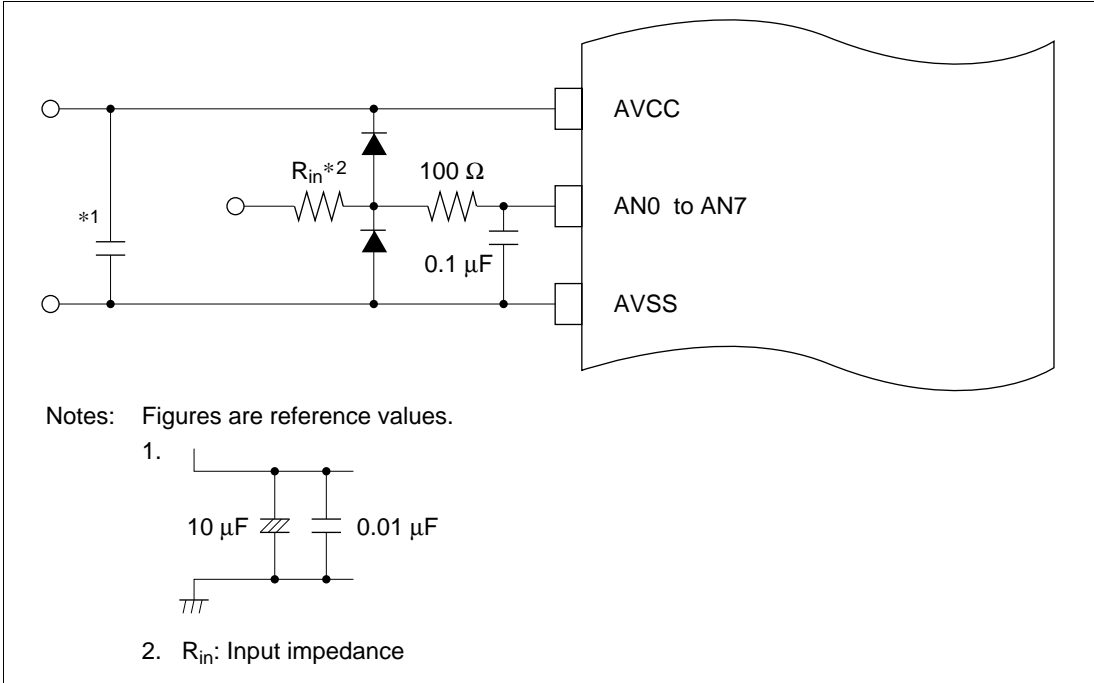 AVCC
Rin*2
100 Ω
*1
AN0 to AN7
0.1 μF
AVSS
Notes: Figures are reference values.
1.
10 μF
0.01 μF
2. Rin: Input impedance